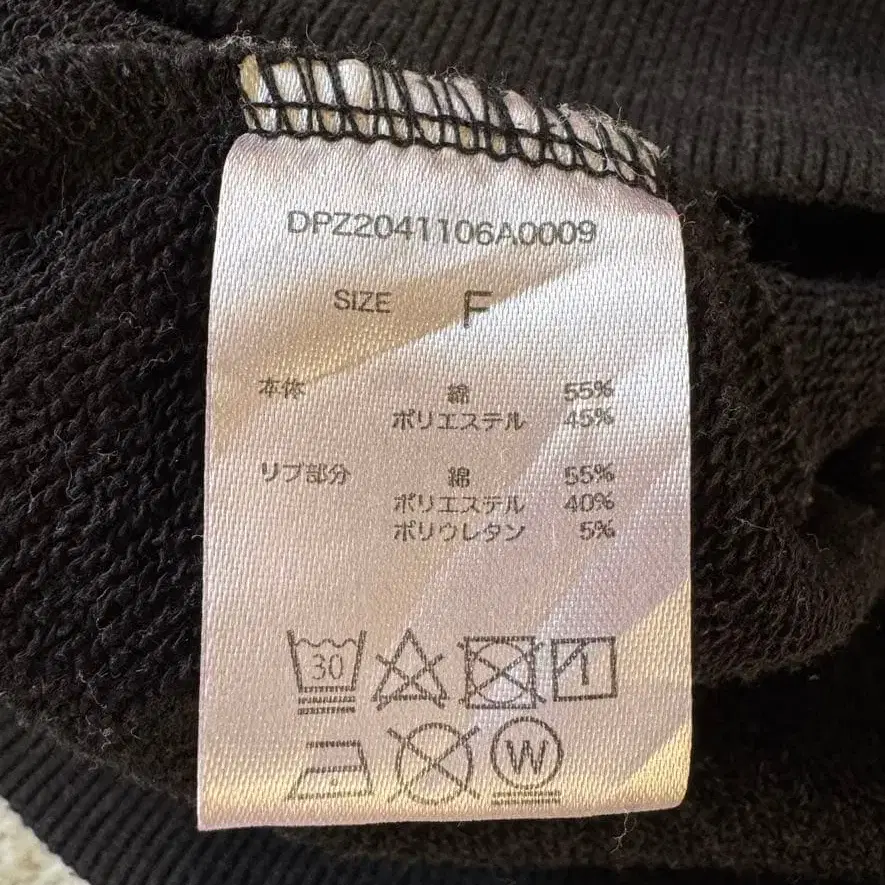 DPZ2041106A0009
SIZE F
本体 綿 55%
ポリエステル 45%
リブ部分 綿 55%
ポリエステル 40%
ポリウレタン 5%
30
W